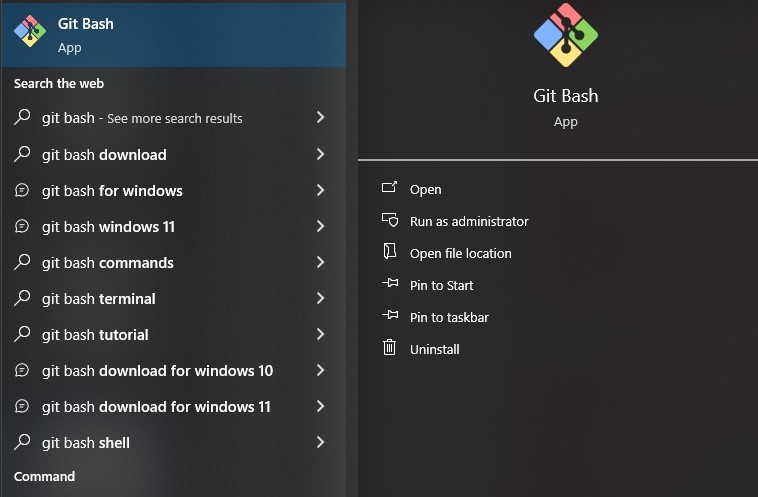 Git Bash
App
Search the web
git bash - See more search results
git bash download
git bash for windows
git bash windows 11
git bash commands
git bash terminal
git bash tutorial
git bash download for windows 10
git bash download for windows 11
git bash shell
Command
Git Bash
App
Open
Run as administrator
Open file location
Pin to Start
Pin to taskbar
Uninstall